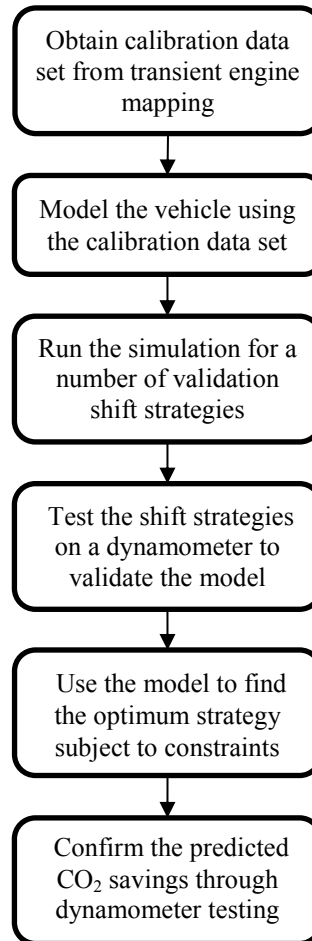 Obtain calibration data
set from transient engine
mapping
Model the vehicle using
the calibration data set
Run the simulation for a
number of validation
shift strategies
Test the shift strategies
on a dynamometer to
validate the model
Use the model to find
the optimum strategy
subject to constraints
Confirm the predicted
CO₂ savings through
dynamometer testing